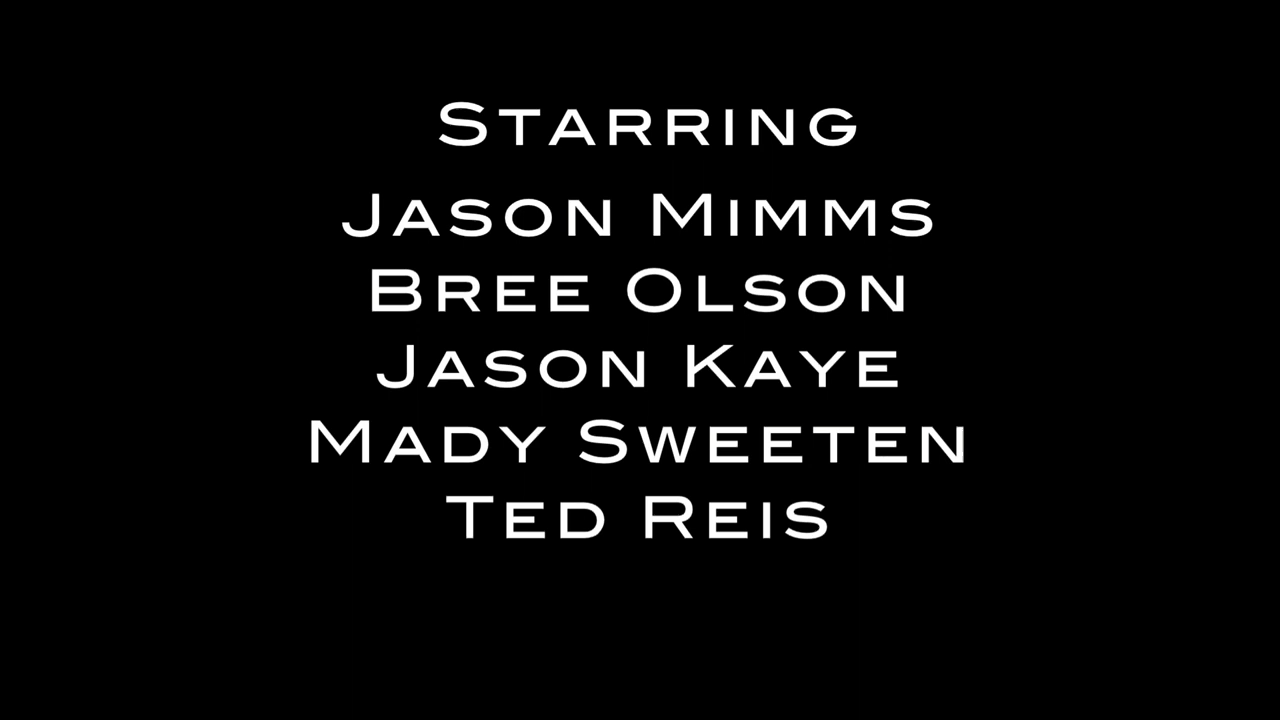 Starring
Jason Mimms
Bree Olson
Jason Kaye
Mady Sweeten
Ted Reis